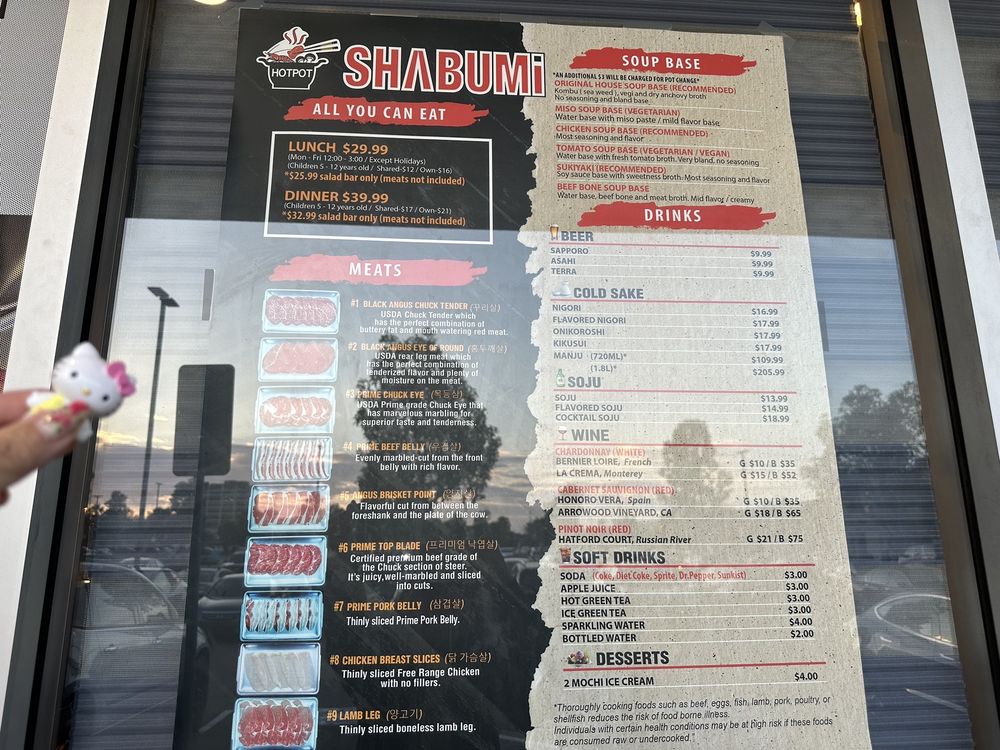 HOTPOT
SHABUMi
ALL YOU CAN EAT
LUNCH $29.99
(Mon - Fri 12:00 - 3:00 / Except Holidays)
(Children 5 - 12 years old / Shared-$12 / Own-$16)
*$25.99 salad bar only (meats not included)
DINNER $39.99
(Children 5 - 12 years old / Shared-$17 / Own-$21)
*$32.99 salad bar only (meats not included)
MEATS
#1 BLACK ANGUS CHUCK TENDER (꾸리살)
USDA Chuck Tender which
has the perfect combination of
buttery fat and mouth watering red meat.
#2 BLACK ANGUS EYE OF ROUND (홍두깨살)
USDA rear leg meat which
has the perfect combination of
tenderized flavor and plenty of
moisture on the meat.
#3 PRIME CHUCK EYE (목등심)
USDA Prime grade Chuck Eye that
has marvelous marbling for
superior taste and tenderness.
#4 PRIME BEEF BELLY (우삼살)
Evenly marbled-cut from the front
belly with rich flavor.
#5 ANGUS BRISKET POINT (양지살)
Flavorful cut from between the
foreshank and the plate of the cow.
#6 PRIME TOP BLADE (프리미엄 낙엽살)
Certified premium beef grade of
the Chuck section of steer.
It's juicy, well-marbled and sliced
into cuts.
#7 PRIME PORK BELLY (삼겹살)
Thinly sliced Prime Pork Belly.
#8 CHICKEN BREAST SLICES (닭 가슴살)
Thinly sliced Free Range Chicken
with no fillers.
#9 LAMB LEG (양고기)
Thinly sliced boneless lamb leg.
SOUP BASE
*AN ADDITIONAL $3 WILL BE CHARGED FOR POT CHANGE*
ORIGINAL HOUSE SOUP BASE (RECOMMENDED)
Kombu (sea weed), vegi and dry anchovy broth
No seasoning and bland base
MISO SOUP BASE (VEGETARIAN)
Water base with miso paste / mild flavor base
CHICKEN SOUP BASE (RECOMMENDED)
Most seasoning and flavor
TOMATO SOUP BASE (VEGETARIAN / VEGAN)
Water base with fresh tomato broth. Very bland, no seasoning
SUKIYAKI (RECOMMENDED)
Soy sauce base with sweetness broth. Most seasoning and flavor
BEEF BONE SOUP BASE
Water base, beef bone and meat broth. Mid flavor / creamy
DRINKS
BEER
SAPPORO $9.99
ASAHI $9.99
TERRA $9.99
COLD SAKE
NIGORI $16.99
FLAVORED NIGORI $17.99
ONIKOROSHI $17.99
KIKUSUI $17.99
MANJU (720ML)* $109.99
(1.8L)* $205.99
SOJU
SOJU $13.99
FLAVORED SOJU $14.99
COCKTAIL SOJU $18.99
WINE
CHARDONNAY (WHITE)
BERNIER LOIRE, French G $10 / B $35
LA CREMA, Monterey G $15 / B $52
CABERNET SAUVIGNON (RED)
HONORO VERA, Spain G $10 / B $35
ARROWOOD VINEYARD, CA G $18 / B $65
PINOT NOIR (RED)
HATFORD COURT, Russian River G $21 / B $75
SOFT DRINKS
SODA (Coke, Diet Coke, Sprite, Dr.Pepper, Sunkist) $3.00
APPLE JUICE $3.00
HOT GREEN TEA $3.00
ICE GREEN TEA $3.00
SPARKLING WATER $4.00
BOTTLED WATER $2.00
DESSERTS
2 MOCHI ICE CREAM $4.00
*Thoroughly cooking foods such as beef, eggs, fish, lamb, pork, poultry, or
shellfish reduces the risk of food borne illness.
Individuals with certain health conditions may be at high risk if these foods
are consumed raw or undercooked."